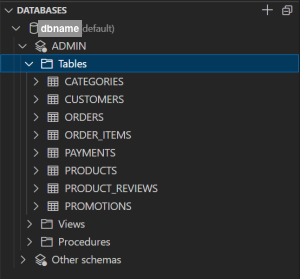 DATABASES
dbname default)
ADMIN
Tables
CATEGORIES
CUSTOMERS
ORDERS
ORDER_ITEMS
PAYMENTS
PRODUCTS
PRODUCT_REVIEWS
PROMOTIONS
Views
Procedures
Other schemas